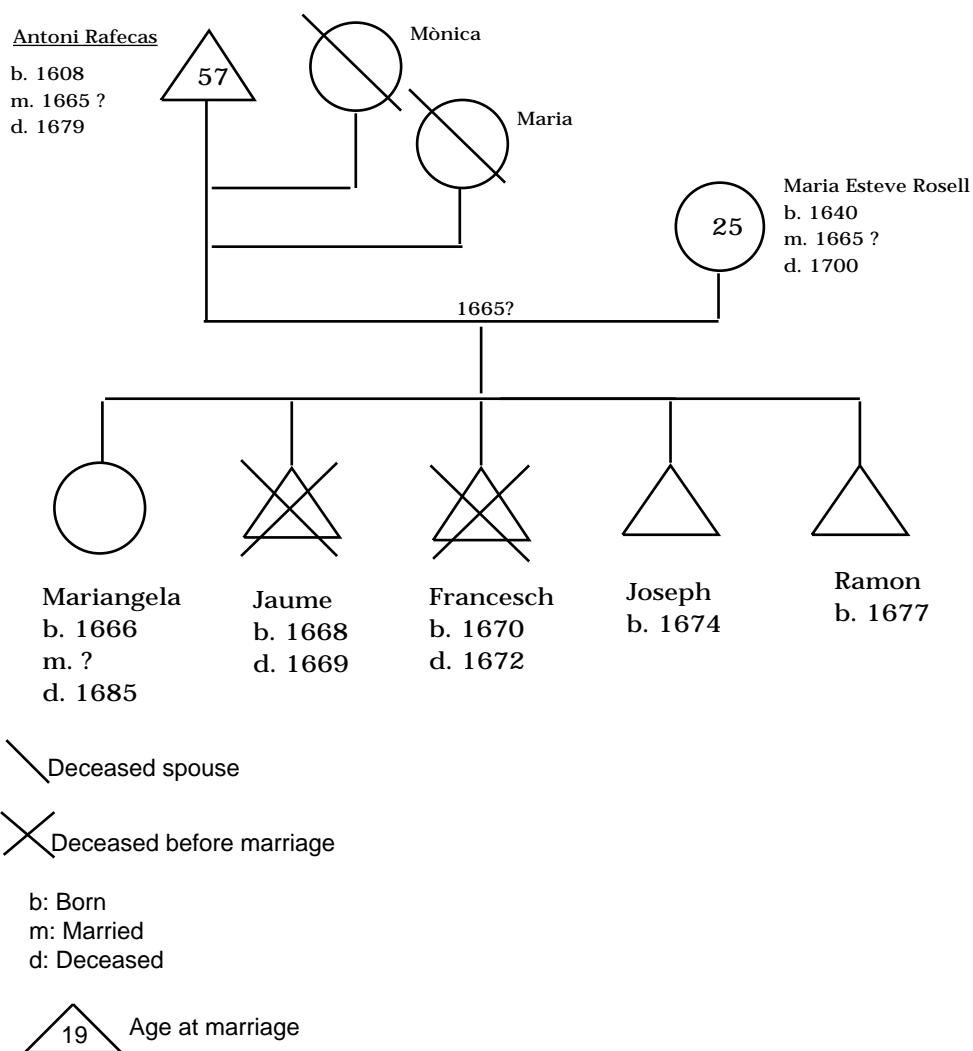 Antoni Rafecas
b. 1608
m. 1665 ?
d. 1679
57
Mònica
Maria
25
Maria Esteve Rosell
b. 1640
m. 1665 ?
d. 1700
1665?
Mariangela
b. 1666
m. ?
d. 1685
Jaume
b. 1668
d. 1669
Francesch
b. 1670
d. 1672
Joseph
b. 1674
Ramon
b. 1677
Deceased spouse
Deceased before marriage
b: Born
m: Married
d: Deceased
19
Age at marriage